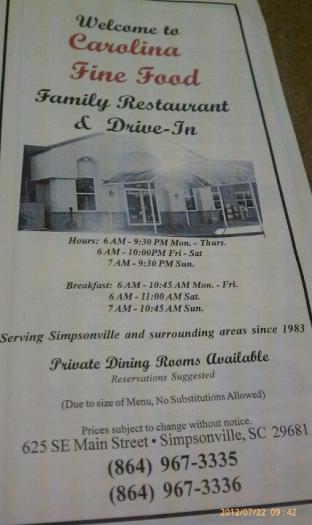 Welcome to
Carolina
Fine Food
Family Restaurant
& Drive-In
Hours: 6 AM - 9:30 PM Mon. - Thurs.
6 AM - 10:00PM Fri - Sat
7 AM - 9:30 PM Sun.
Breakfast: 6 AM - 10:45 AM Mon. - Fri.
6 AM - 11:00 AM Sat.
7 AM - 10:45 AM Sun.
Serving Simpsonville and surrounding areas since 1983
Private Dining Rooms Available
Reservations Suggested
(Due to size of Menu, No Substitutions Allowed)
Prices subject to change without notice.
625 SE Main Street • Simpsonville, SC 29681
(864) 967-3335
(864) 967-3336
2012/07/22 09:42